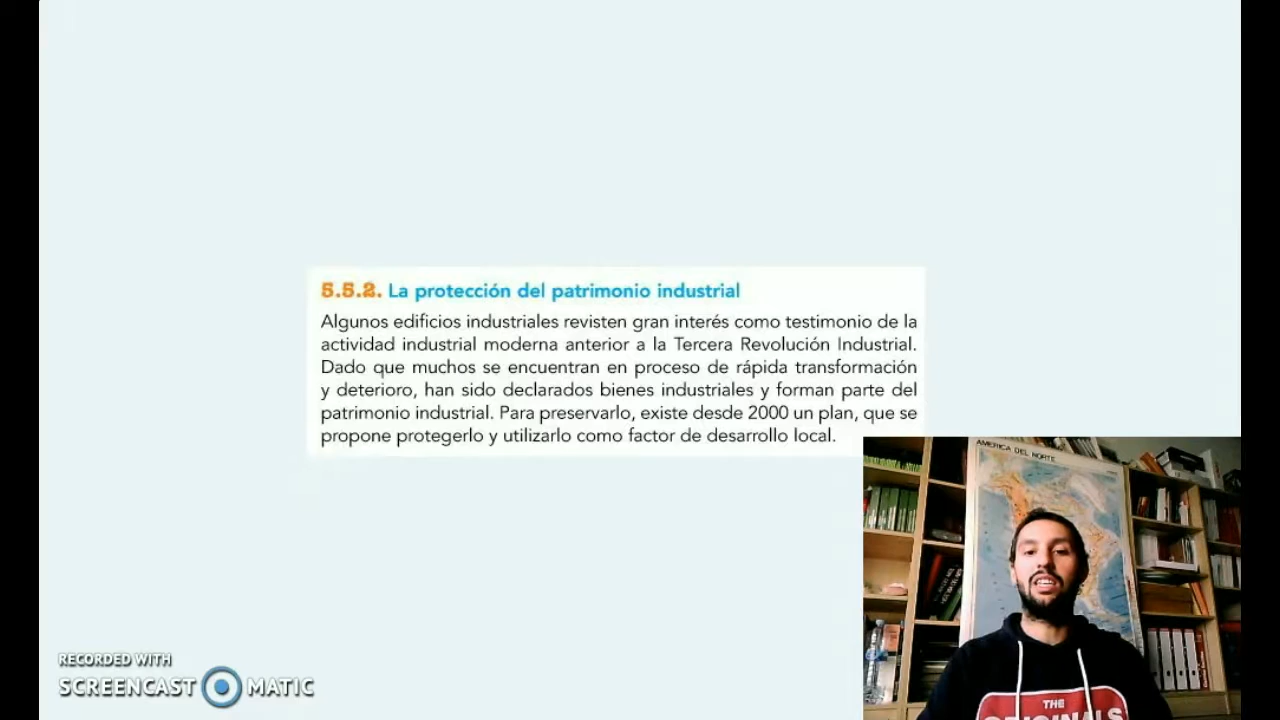 5.5.2. La protección del patrimonio industrial
Algunos edificios industriales revisten gran interés como testimonio de la
actividad industrial moderna anterior a la Tercera Revolución Industrial.
Dado que muchos se encuentran en proceso de rápida transformación
y deterioro, han sido declarados bienes industriales y forman parte del
patrimonio industrial. Para preservarlo, existe desde 2000 un plan, que se
propone protegerlo y utilizarlo como factor de desarrollo local.
AMERICA DEL NORTE
THE
ORIGINALS
RECORDED WITH
SCREENCAST MATIC